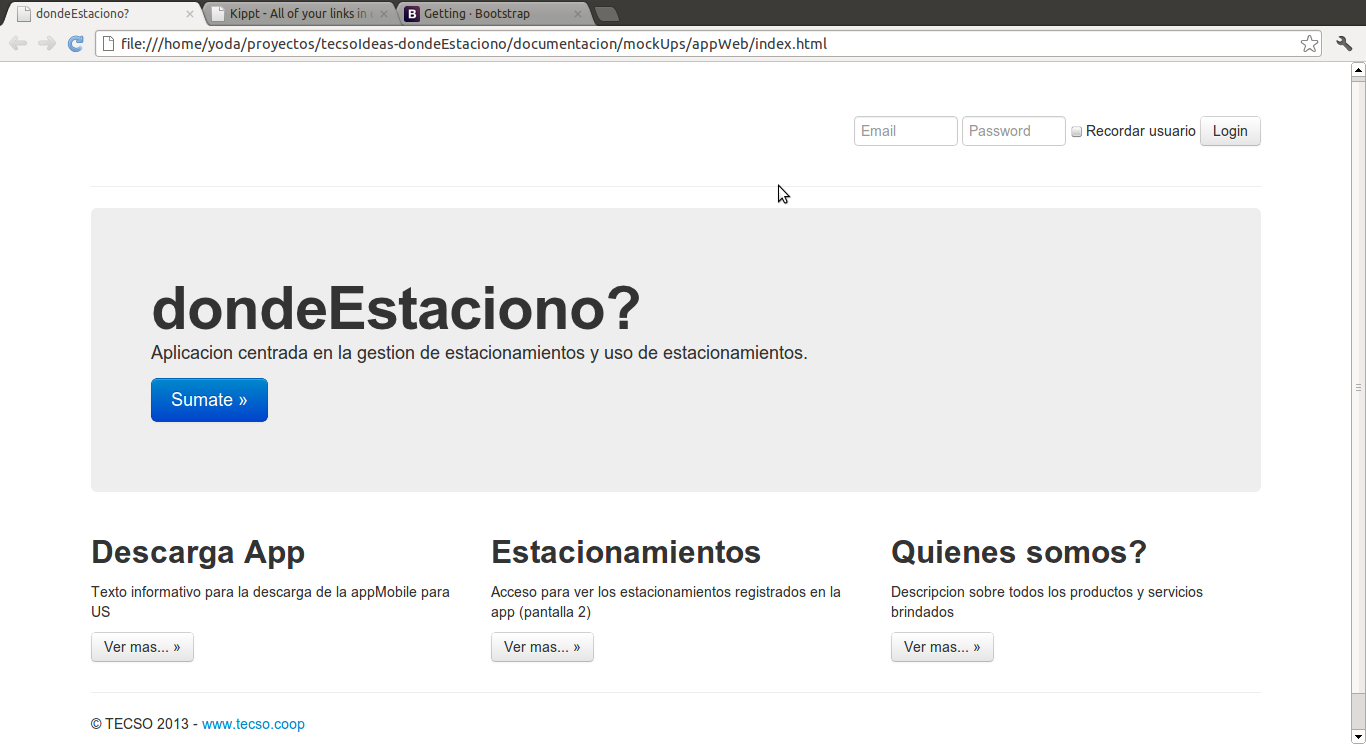 dondeEstaciono?
Kippt - All of your links in
Getting · Bootstrap
file:///home/yoda/proyectos/tecsoIdeas-dondeEstaciono/documentacion/mockUps/appWeb/index.html
Email Password Recordar usuario Login
dondeEstaciono?
Aplicacion centrada en la gestion de estacionamientos y uso de estacionamientos.
Sumate »
Descarga App
Texto informativo para la descarga de la appMobile para
US
Ver mas... »
Estacionamientos
Acceso para ver los estacionamientos registrados en la
app (pantalla 2)
Ver mas... »
Quienes somos?
Descripcion sobre todos los productos y servicios
brindados
Ver mas... »
© TECSO 2013 - www.tecso.coop